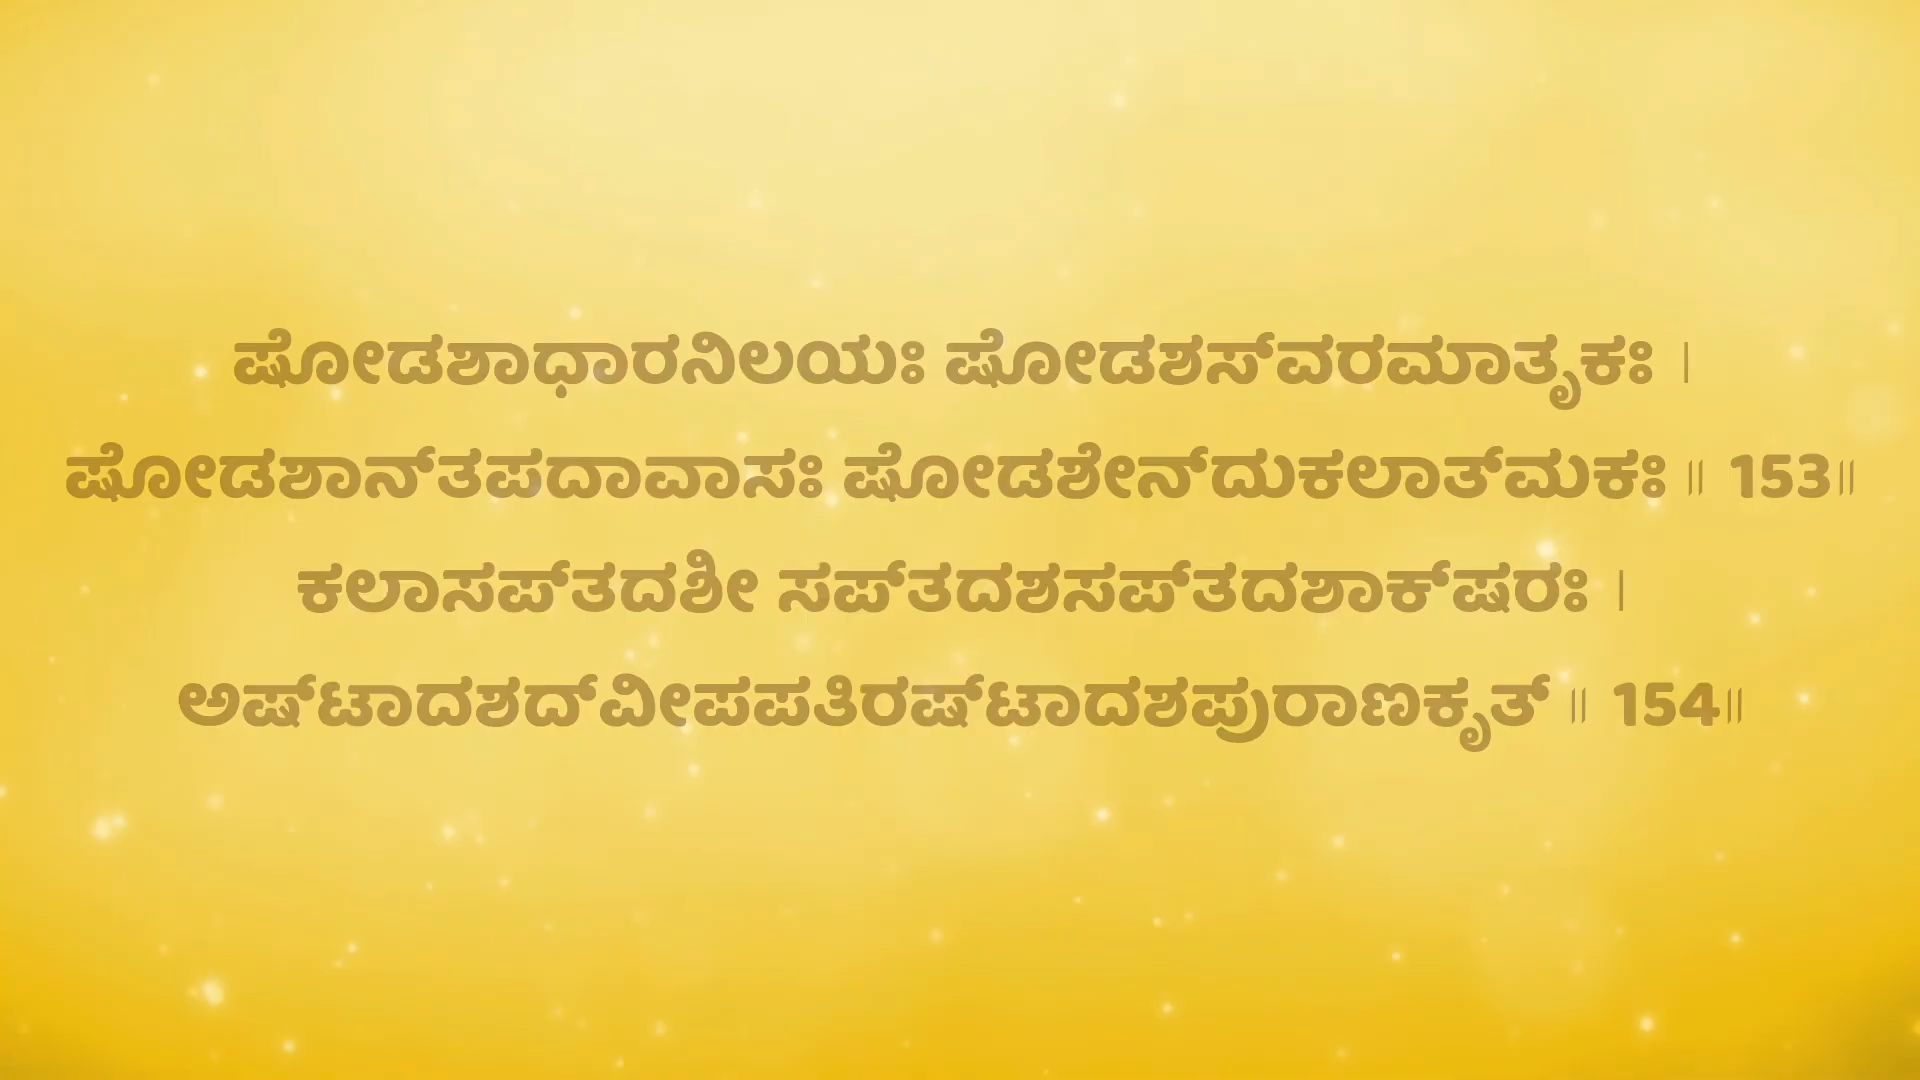 ಷೋಡಶಾಧಾರನಿಲಯಃ ಷೋಡಶಸ್‌ವರಮಾತೃಕಃ ।
ಷೋಡಶಾನ್‌ತಪದಾವಾಸಃ ಷೋಡಶೇನ್‌ದುಕಲಾತ್‌ಮಕಃ ॥ 153॥
ಕಲಾಸಪ್‌ತದಶೀ ಸಪ್‌ತದಶಸಪ್‌ತದಶಾಕ್‌ಷರಃ ।
ಅಷ್‌ಟಾದಶದ್‌ವೀಪಪತಿರಷ್‌ಟಾದಶಪುರಾಣಕೃತ್ ॥ 154॥